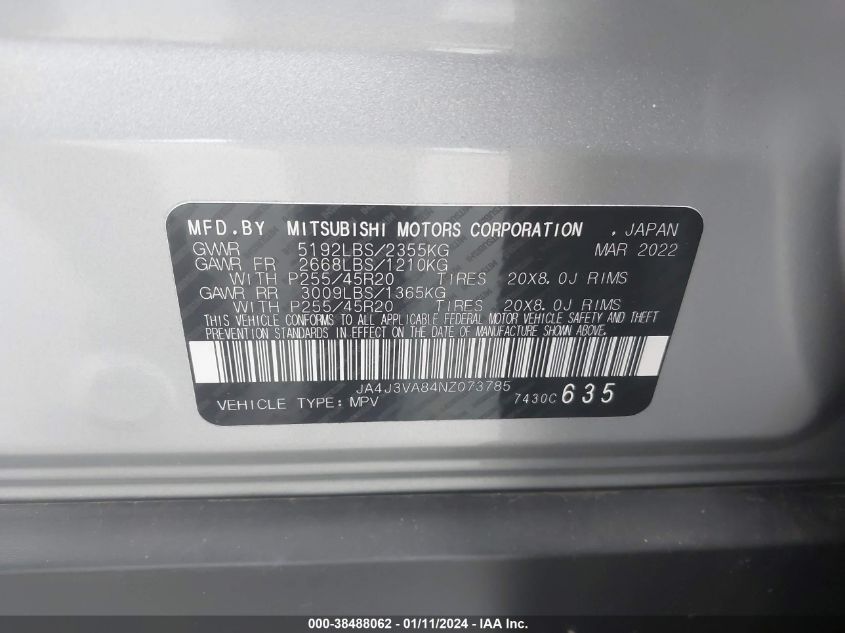 MFD.BY MITSUBISHI MOTORS CORPORATION , JAPAN
GWWR 5192LBS/2355KG MAR 2022
GAWR FR 2668LBS/1210KG
WITH P255/45R20 TIRES 20X8.0J RIMS
GAWR RR 3009LBS/1365KG
WITH P255/45R20 TIRES 20X8.0J RIMS
THIS VEHICLE CONFORMS TO ALL APPLICABLE FEDERAL MOTOR VEHICLE SAFETY AND THEFT
PREVENTION STANDARDS IN EFFECT ON THE DATE OF MANUFACTURE SHOWN ABOVE.
JA4J3VA84NZ073785
VEHICLE TYPE: MPV 7430C 635
000-38488062 - 01/11/2024 - IAA Inc.